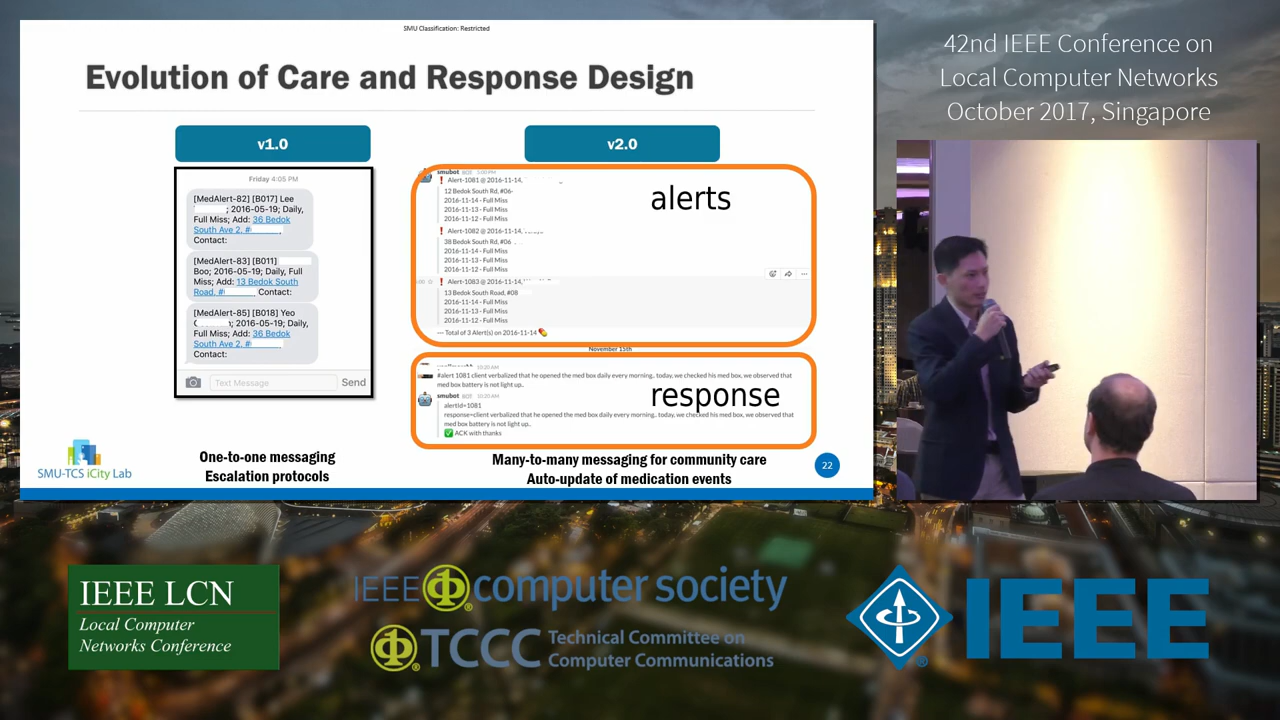 SMU Classification: Restricted
Evolution of Care and Response Design
v1.0
Friday 4:05 PM
[MedAlert-82] [B017] Lee
; 2016-05-19; Daily,
Full Miss; Add: 36 Bedok
South Ave 2, #
Contact:
[MedAlert-83] [B011]
Boo; 2016-05-19; Daily, Full
Miss; Add: 13 Bedok South
Road, # Contact:
[MedAlert-85] [B018] Yeo
; 2016-05-19; Daily,
Full Miss; Add: 36 Bedok
South Ave 2, #
Contact:
Text Message
Send
One-to-one messaging
Escalation protocols
v2.0
smubot BOT 5:00 PM
Alert-1081 @ 2016-11-14,
12 Bedok South Rd, #06-
2016-11-14 - Full Miss
2016-11-13 - Full Miss
2016-11-12 - Full Miss
Alert-1082 @ 2016-11-14,
38 Bedok South Rd, #06
2016-11-14 - Full Miss
2016-11-13 - Full Miss
2016-11-12 - Full Miss
Alert-1083 @ 2016-11-14,
13 Bedok South Road, #08
2016-11-14 - Full Miss
2016-11-13 - Full Miss
2016-11-12 - Full Miss
--- Total of 3 Alert(s) on 2016-11-14
alerts
November 15th
10:20 AM
#alert 1081 client verbalized that he opened the med box daily every morning.. today, we checked his med box, we observed that
med box battery is not light up..
smubot BOT 10:20 AM
alertId=1081
response=client verbalized that he opened the med box daily every morning.. today, we checked his med box, we observed that
med box battery is not light up..
✅ ACK with thanks
response
Many-to-many messaging for community care
Auto-update of medication events
SMU-TCS iCity Lab
22
42nd IEEE Conference on
Local Computer Networks
October 2017, Singapore
IEEE LCN
Local Computer
Networks Conference
IEEE computer society
TCCC Technical Committee on
Computer Communications
IEEE